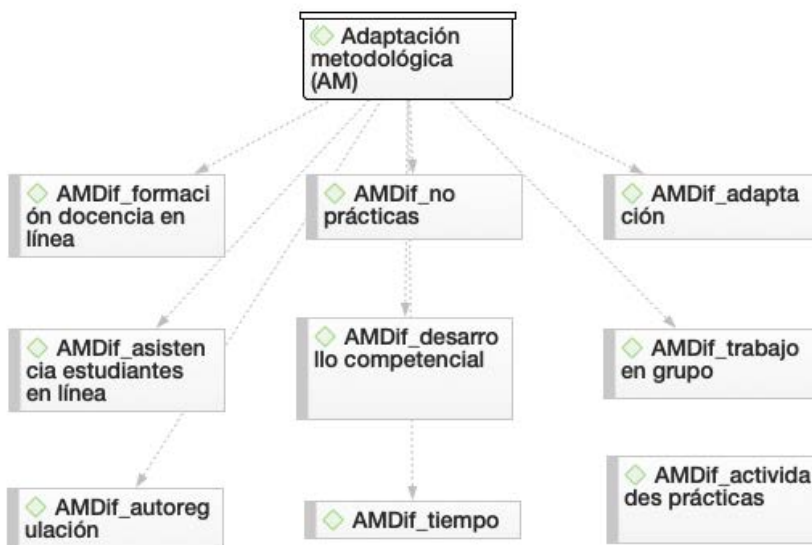 Adaptación
metodológica
(AM)
AMDif_formaci
ón docencia en
línea
AMDif_no
prácticas
AMDif_adapta
ción
AMDif_asisten
cia estudiantes
en línea
AMDif_desarro
llo competencial
AMDif_trabajo
en grupo
AMDif_autoreg
ulación
AMDif_tiempo
AMDif_activida
des prácticas